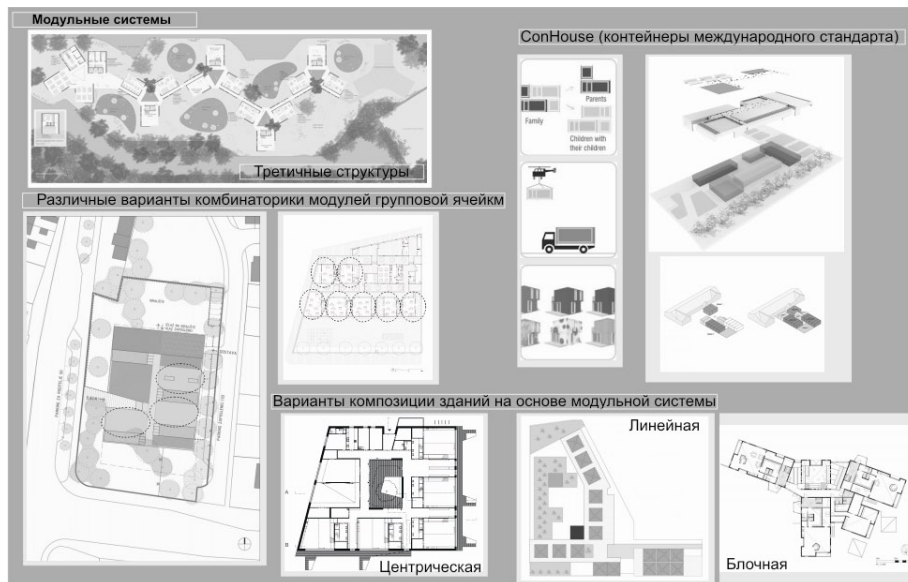 Модульные системы
ConHouse (контейнеры международного стандарта)
Parents
Family
Children with
their children
Третичные структуры
Различные варианты комбинаторики модулей групповой ячейкм
Варианты композиции зданий на основе модульной системы
Линейная
Центрическая
Блочная
A
B